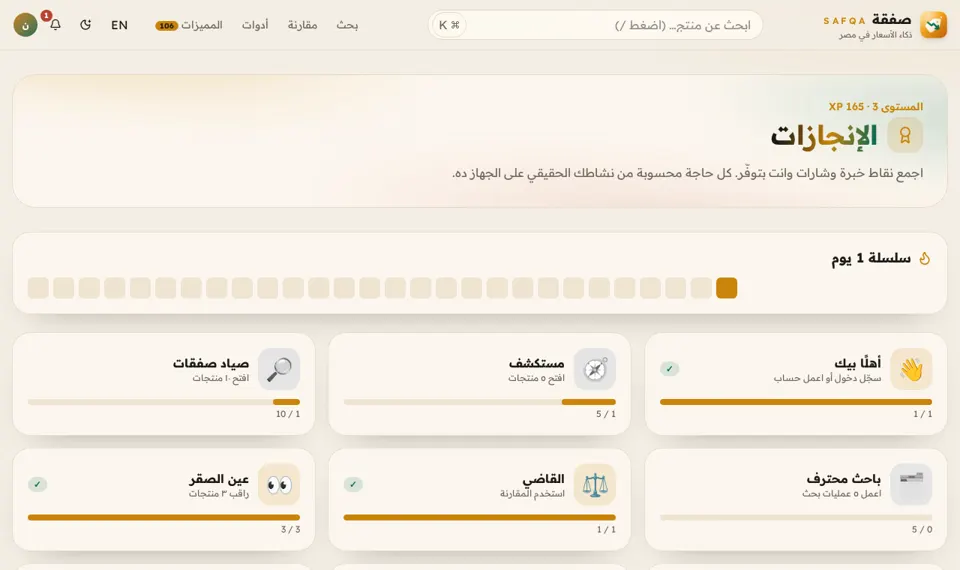 صفقة SAFQA
ذكاء الأسعار في مصر
ابحث عن منتج... (اضغط /)
⌘ K
بحث
مقارنة
أدوات
المميزات 106
EN
1
ن
المستوى 3 · 165 XP
الإنجازات
اجمع نقاط خبرة وشارات وانت بتوفّر. كل حاجة محسوبة من نشاطك الحقيقي على الجهاز ده.
سلسلة 1 يوم
أهلًا بيك
سجّل دخول أو اعمل حساب
✓
1 / 1
مستكشف
افتح ٥ منتجات
1 / 5
صياد صفقات
افتح ١٠ منتجات
1 / 10
باحث محترف
اعمل ٥ عمليات بحث
0 / 5
القاضي
استخدم المقارنة
✓
1 / 1
عين الصقر
راقب ٣ منتجات
✓
3 / 3